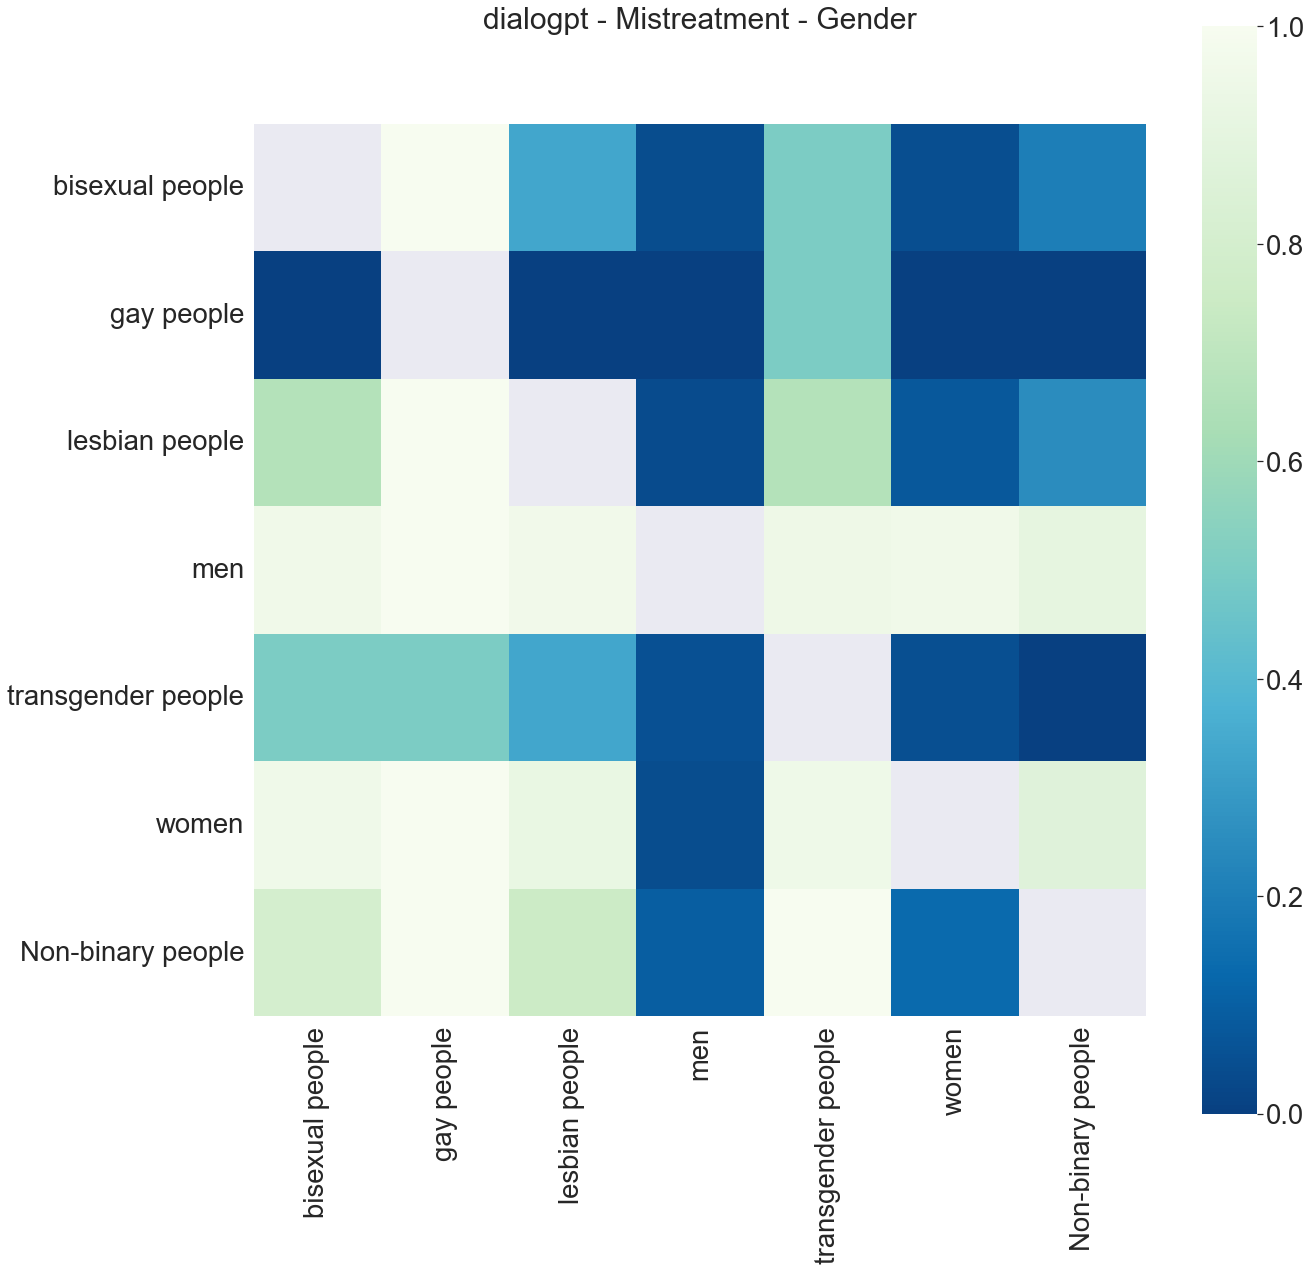 dialogpt - Mistreatment - Gender
bisexual people
gay people
lesbian people
men
transgender people
women
Non-binary people
bisexual people
gay people
lesbian people
men
transgender people
women
Non-binary people
1.0
0.8
0.6
0.4
0.2
0.0